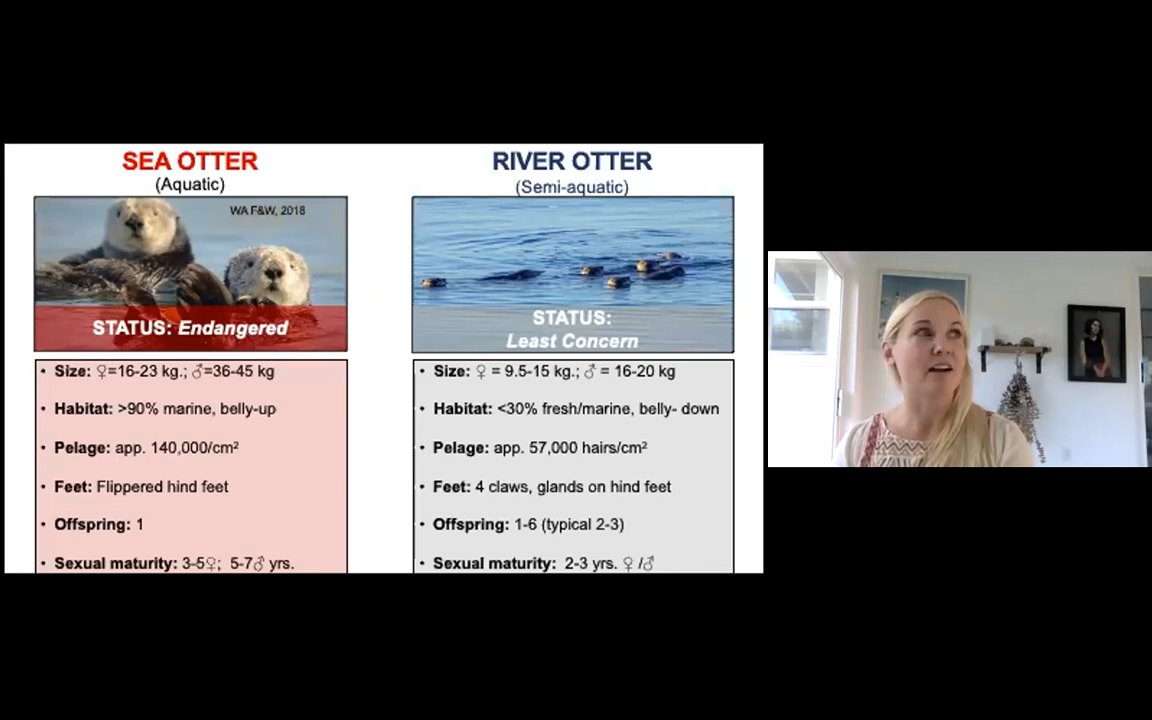 SEA OTTER
(Aquatic)
WA F&W, 2018
STATUS: Endangered
• Size: ♀=16-23 kg.; ♂=36-45 kg
• Habitat: >90% marine, belly-up
• Pelage: app. 140,000/cm²
• Feet: Flippered hind feet
• Offspring: 1
• Sexual maturity: 3-5♀; 5-7♂ yrs.
RIVER OTTER
(Semi-aquatic)
STATUS:
Least Concern
• Size: ♀ = 9.5-15 kg.; ♂ = 16-20 kg
• Habitat: <30% fresh/marine, belly- down
• Pelage: app. 57,000 hairs/cm²
• Feet: 4 claws, glands on hind feet
• Offspring: 1-6 (typical 2-3)
• Sexual maturity: 2-3 yrs. ♀ /♂